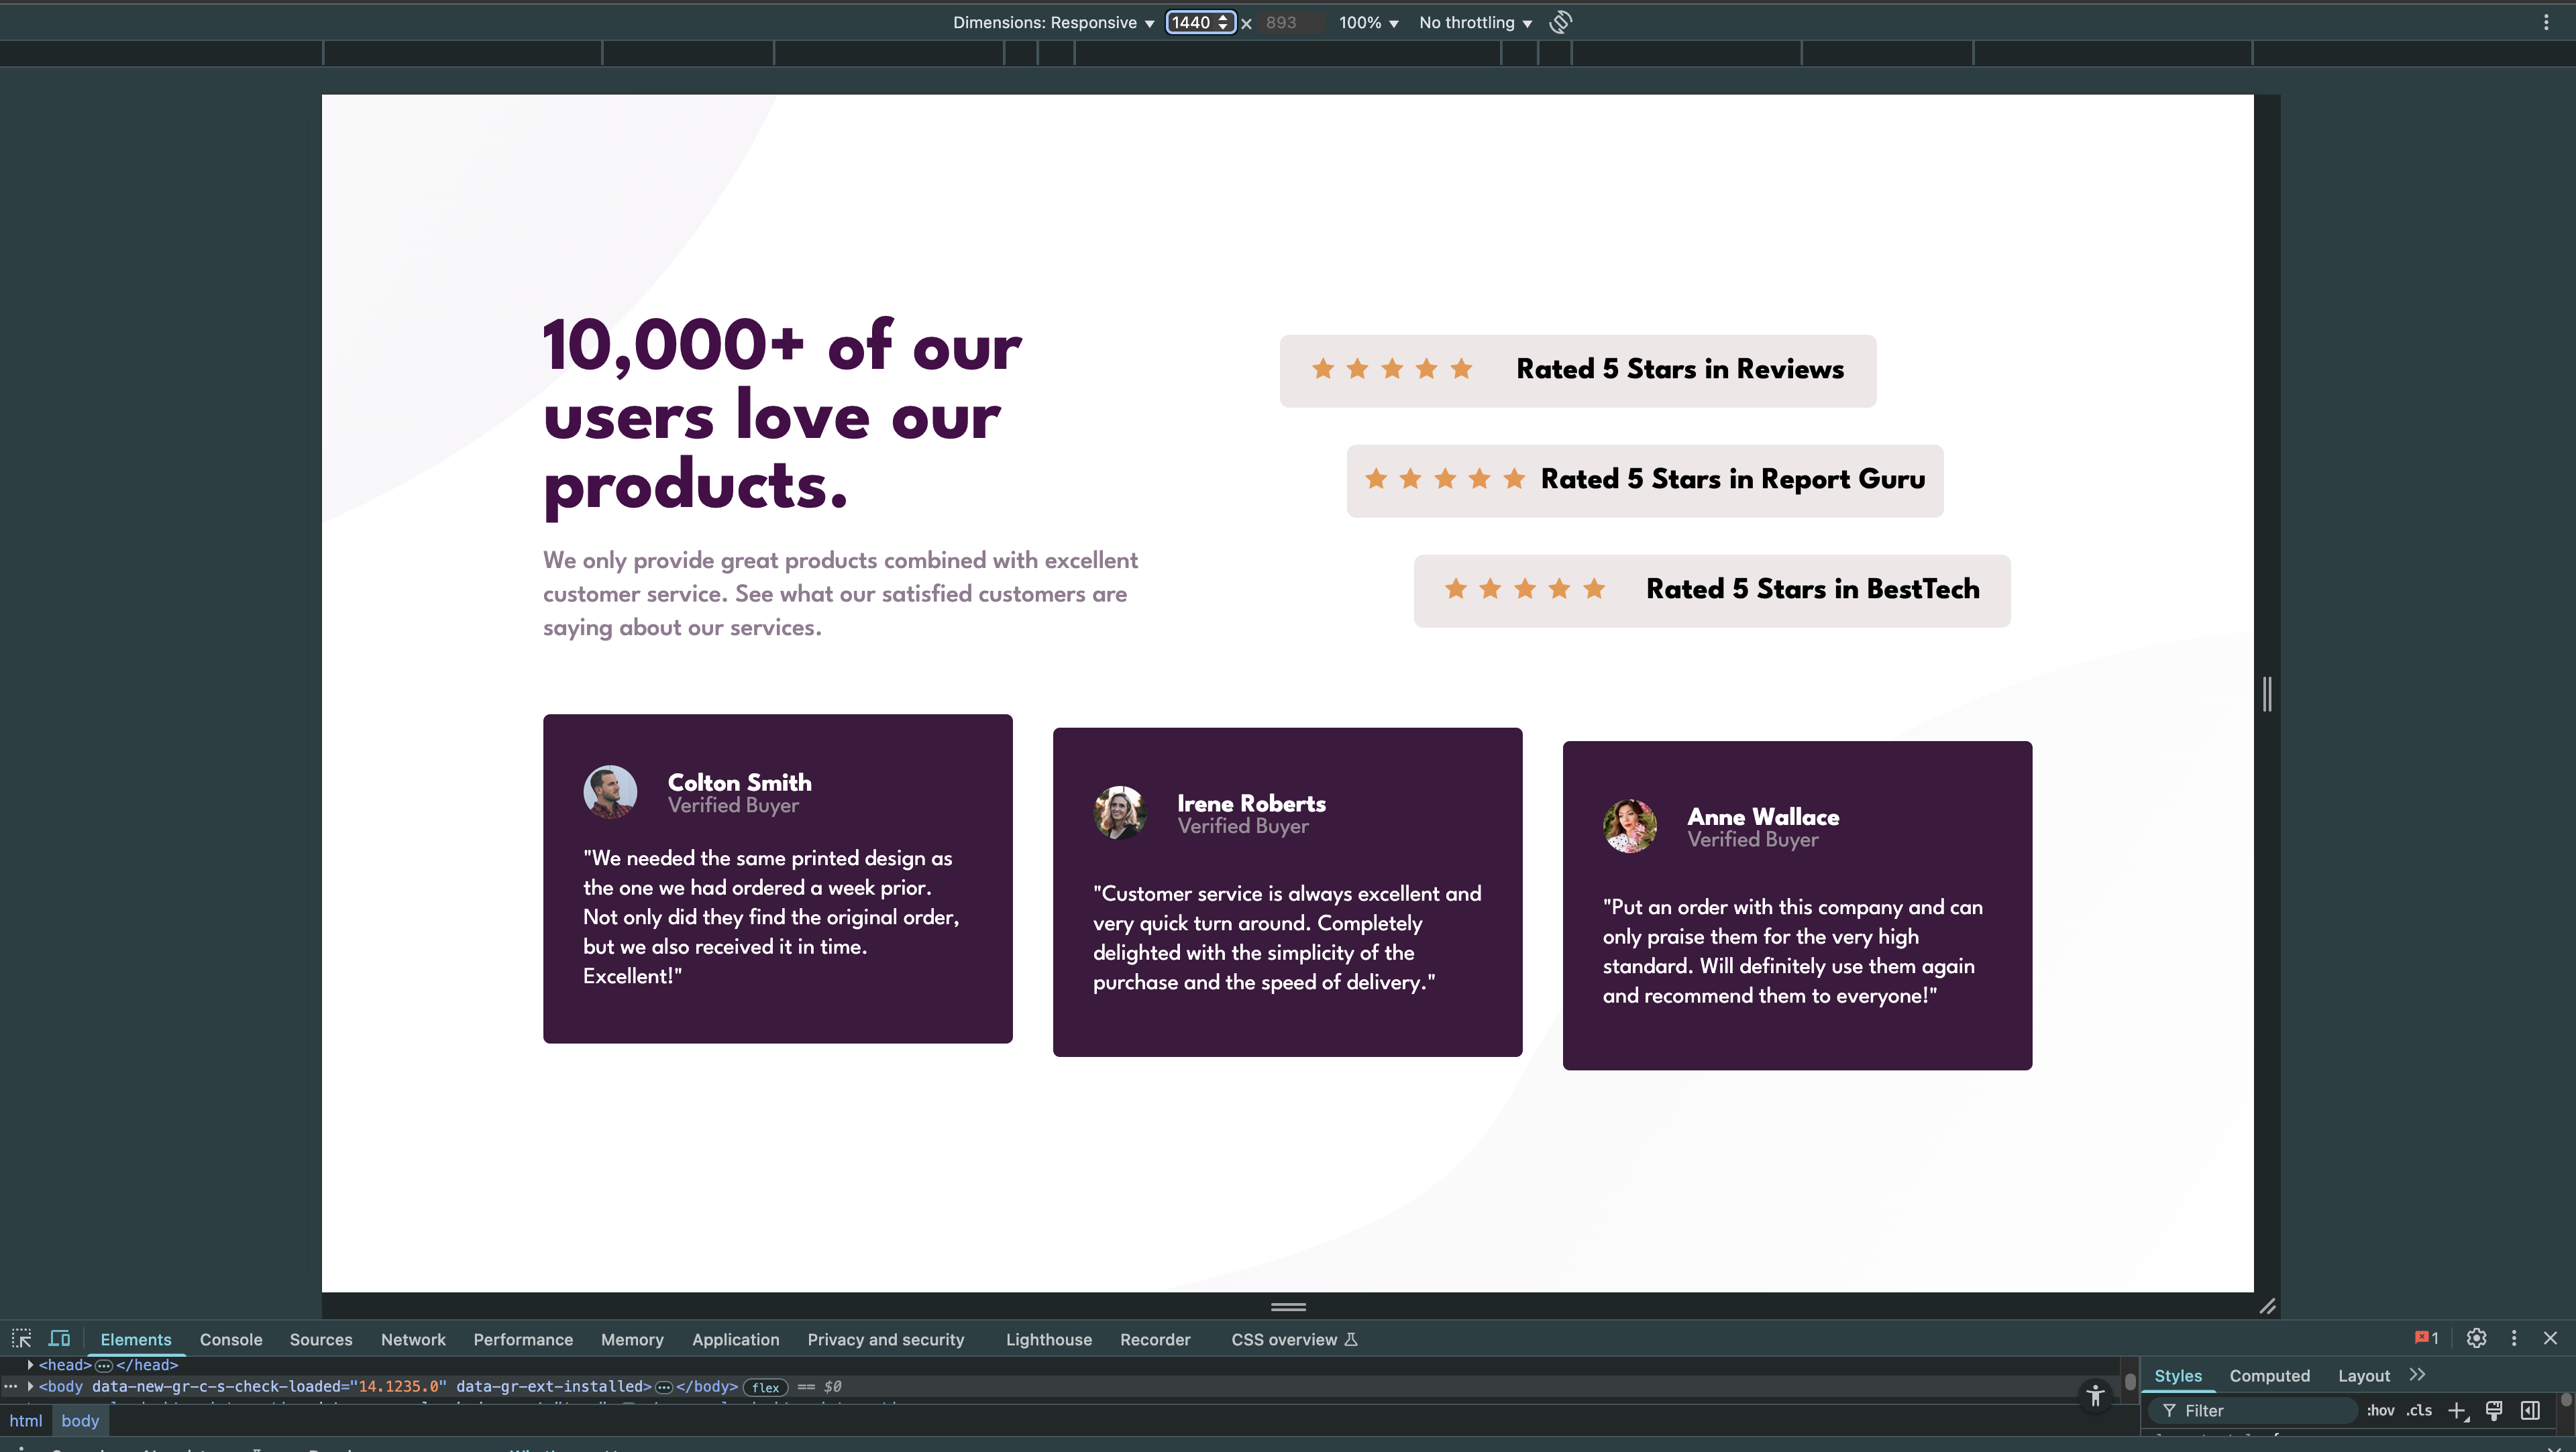 Dimensions: Responsive 1440 × 893 100% No throttling
10,000+ of our
users love our
products.
We only provide great products combined with excellent
customer service. See what our satisfied customers are
saying about our services.
Rated 5 Stars in Reviews
Rated 5 Stars in Report Guru
Rated 5 Stars in BestTech
Colton Smith
Verified Buyer
"We needed the same printed design as
the one we had ordered a week prior.
Not only did they find the original order,
but we also received it in time.
Excellent!"
Irene Roberts
Verified Buyer
"Customer service is always excellent and
very quick turn around. Completely
delighted with the simplicity of the
purchase and the speed of delivery."
Anne Wallace
Verified Buyer
"Put an order with this company and can
only praise them for the very high
standard. Will definitely use them again
and recommend them to everyone!"
Elements Console Sources Network Performance Memory Application Privacy and security Lighthouse Recorder CSS overview 1
<head>…</head>
<body data-new-gr-c-s-check-loaded="14.1235.0" data-gr-ext-installed>…</body> flex == $0
html body
Styles Computed Layout
Filter :hov .cls